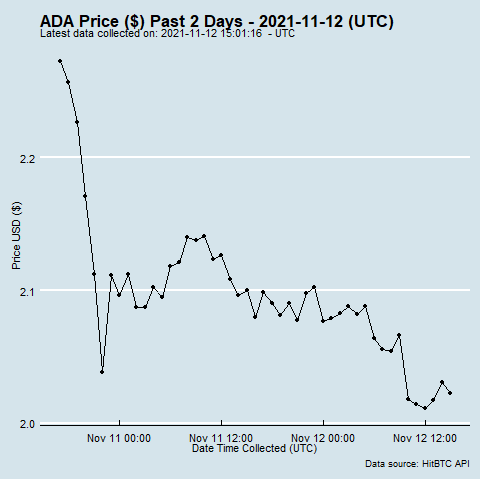 ADA Price ($) Past 2 Days - 2021-11-12 (UTC)
Latest data collected on: 2021-11-12 15:01:16  - UTC
2.2
2.1
2.0
Price USD ($)
Nov 11 00:00 Nov 11 12:00 Nov 12 00:00 Nov 12 12:00
Date Time Collected (UTC)
Data source: HitBTC API